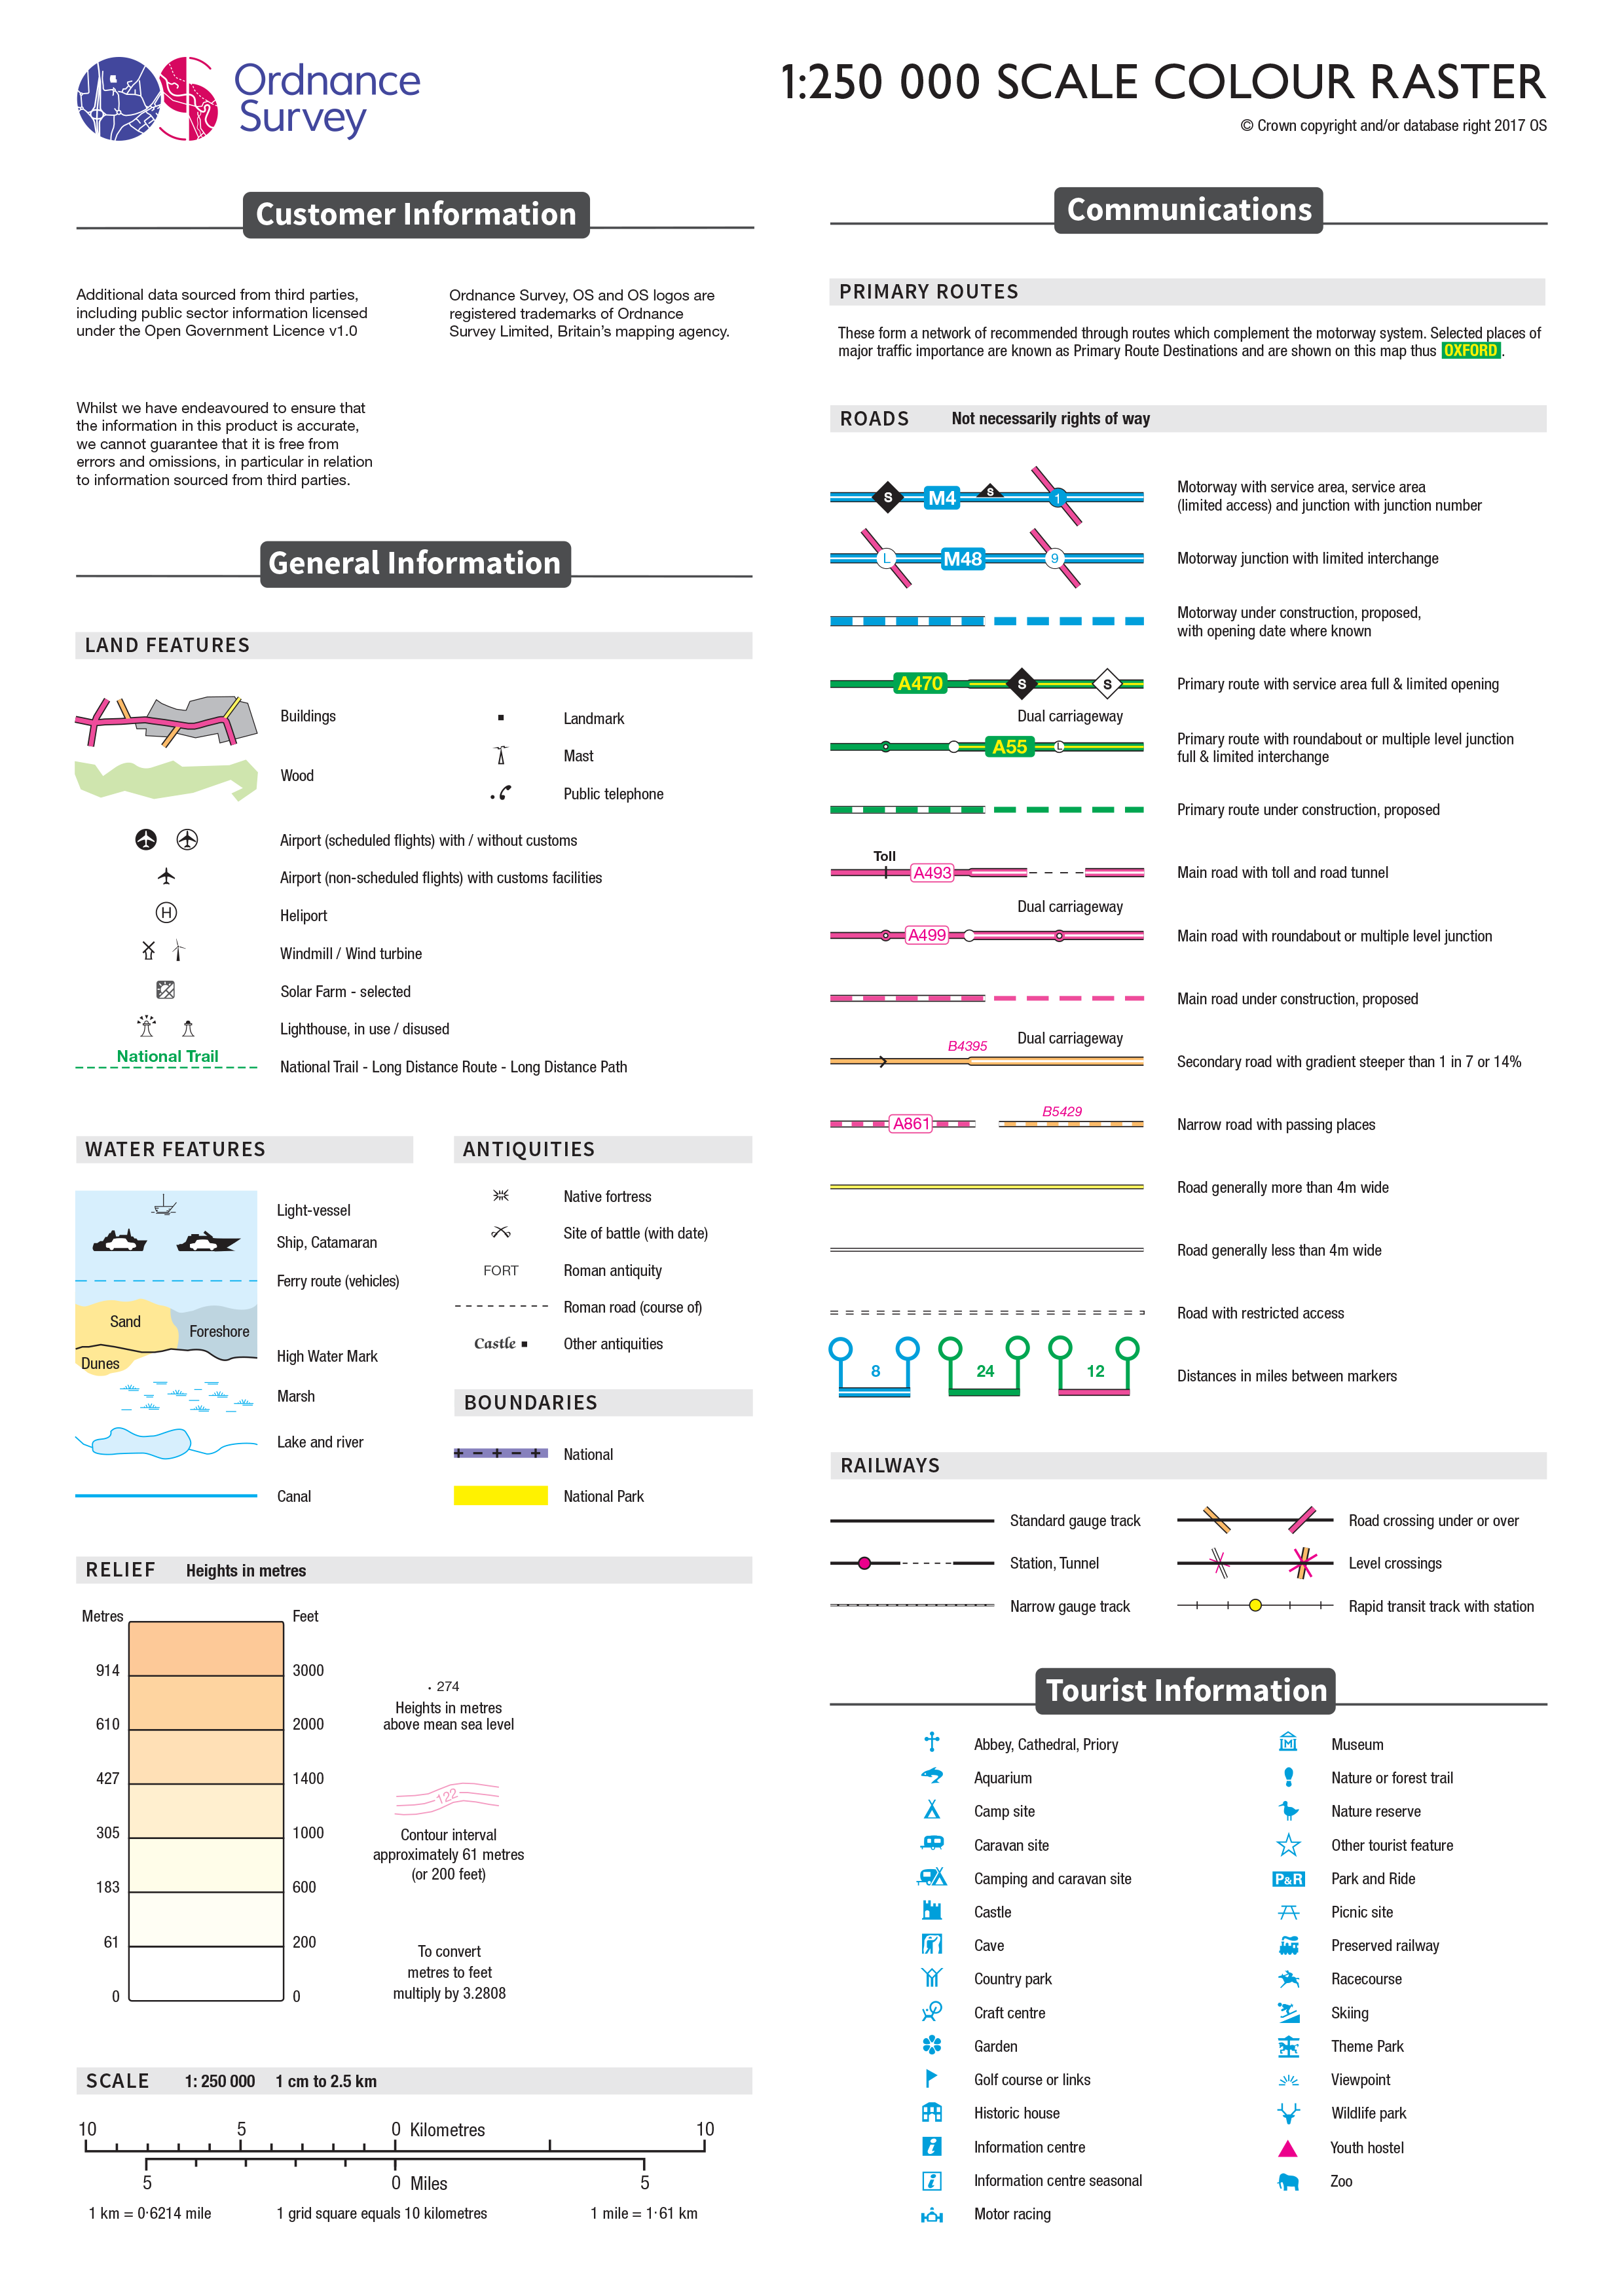 Ordnance
Survey
1:250 000 SCALE COLOUR RASTER
© Crown copyright and/or database right 2017 OS
Customer Information
Additional data sourced from third parties,
including public sector information licensed
under the Open Government Licence v1.0
Ordnance Survey, OS and OS logos are
registered trademarks of Ordnance
Survey Limited, Britain's mapping agency.
Whilst we have endeavoured to ensure that
the information in this product is accurate,
we cannot guarantee that it is free from
errors and omissions, in particular in relation
to information sourced from third parties.
General Information
LAND FEATURES
Buildings
Wood
Landmark
Mast
Public telephone
Airport (scheduled flights) with / without customs
Airport (non-scheduled flights) with customs facilities
H
Heliport
Windmill / Wind turbine
Solar Farm - selected
Lighthouse, in use / disused
National Trail
National Trail - Long Distance Route - Long Distance Path
WATER FEATURES
Light-vessel
Ship, Catamaran
Ferry route (vehicles)
Sand
Foreshore
Dunes
High Water Mark
Marsh
Lake and river
Canal
ANTIQUITIES
Native fortress
Site of battle (with date)
FORT
Roman antiquity
Roman road (course of)
Castle
Other antiquities
BOUNDARIES
National
National Park
RELIEF Heights in metres
Metres Feet
914 3000
610 2000
427 1400
305 1000
183 600
61 200
0 0
· 274
Heights in metres
above mean sea level
122
Contour interval
approximately 61 metres
(or 200 feet)
To convert
metres to feet
multiply by 3.2808
SCALE 1: 250 000 1 cm to 2.5 km
10 5 0 Kilometres 10
5 0 Miles 5
1 km = 0·6214 mile
1 grid square equals 10 kilometres
1 mile = 1·61 km
Communications
PRIMARY ROUTES
These form a network of recommended through routes which complement the motorway system. Selected places of
major traffic importance are known as Primary Route Destinations and are shown on this map thus OXFORD.
ROADS Not necessarily rights of way
S M4 S 1
Motorway with service area, service area
(limited access) and junction with junction number
L M48 9
Motorway junction with limited interchange
Motorway under construction, proposed,
with opening date where known
A470 S S
Primary route with service area full & limited opening
Dual carriageway
A55 L
Primary route with roundabout or multiple level junction
full & limited interchange
Primary route under construction, proposed
Toll
A493
Main road with toll and road tunnel
Dual carriageway
A499
Main road with roundabout or multiple level junction
Main road under construction, proposed
B4395
Dual carriageway
Secondary road with gradient steeper than 1 in 7 or 14%
A861
B5429
Narrow road with passing places
Road generally more than 4m wide
Road generally less than 4m wide
Road with restricted access
8 24 12
Distances in miles between markers
RAILWAYS
Standard gauge track
Station, Tunnel
Narrow gauge track
Road crossing under or over
Level crossings
Rapid transit track with station
Tourist Information
Abbey, Cathedral, Priory
Aquarium
Camp site
Caravan site
Camping and caravan site
Castle
Cave
Country park
Craft centre
Garden
Golf course or links
Historic house
i
Information centre
i
Information centre seasonal
Motor racing
M
Museum
Nature or forest trail
Nature reserve
Other tourist feature
P&R
Park and Ride
Picnic site
Preserved railway
Racecourse
Skiing
Theme Park
Viewpoint
Wildlife park
Youth hostel
Zoo